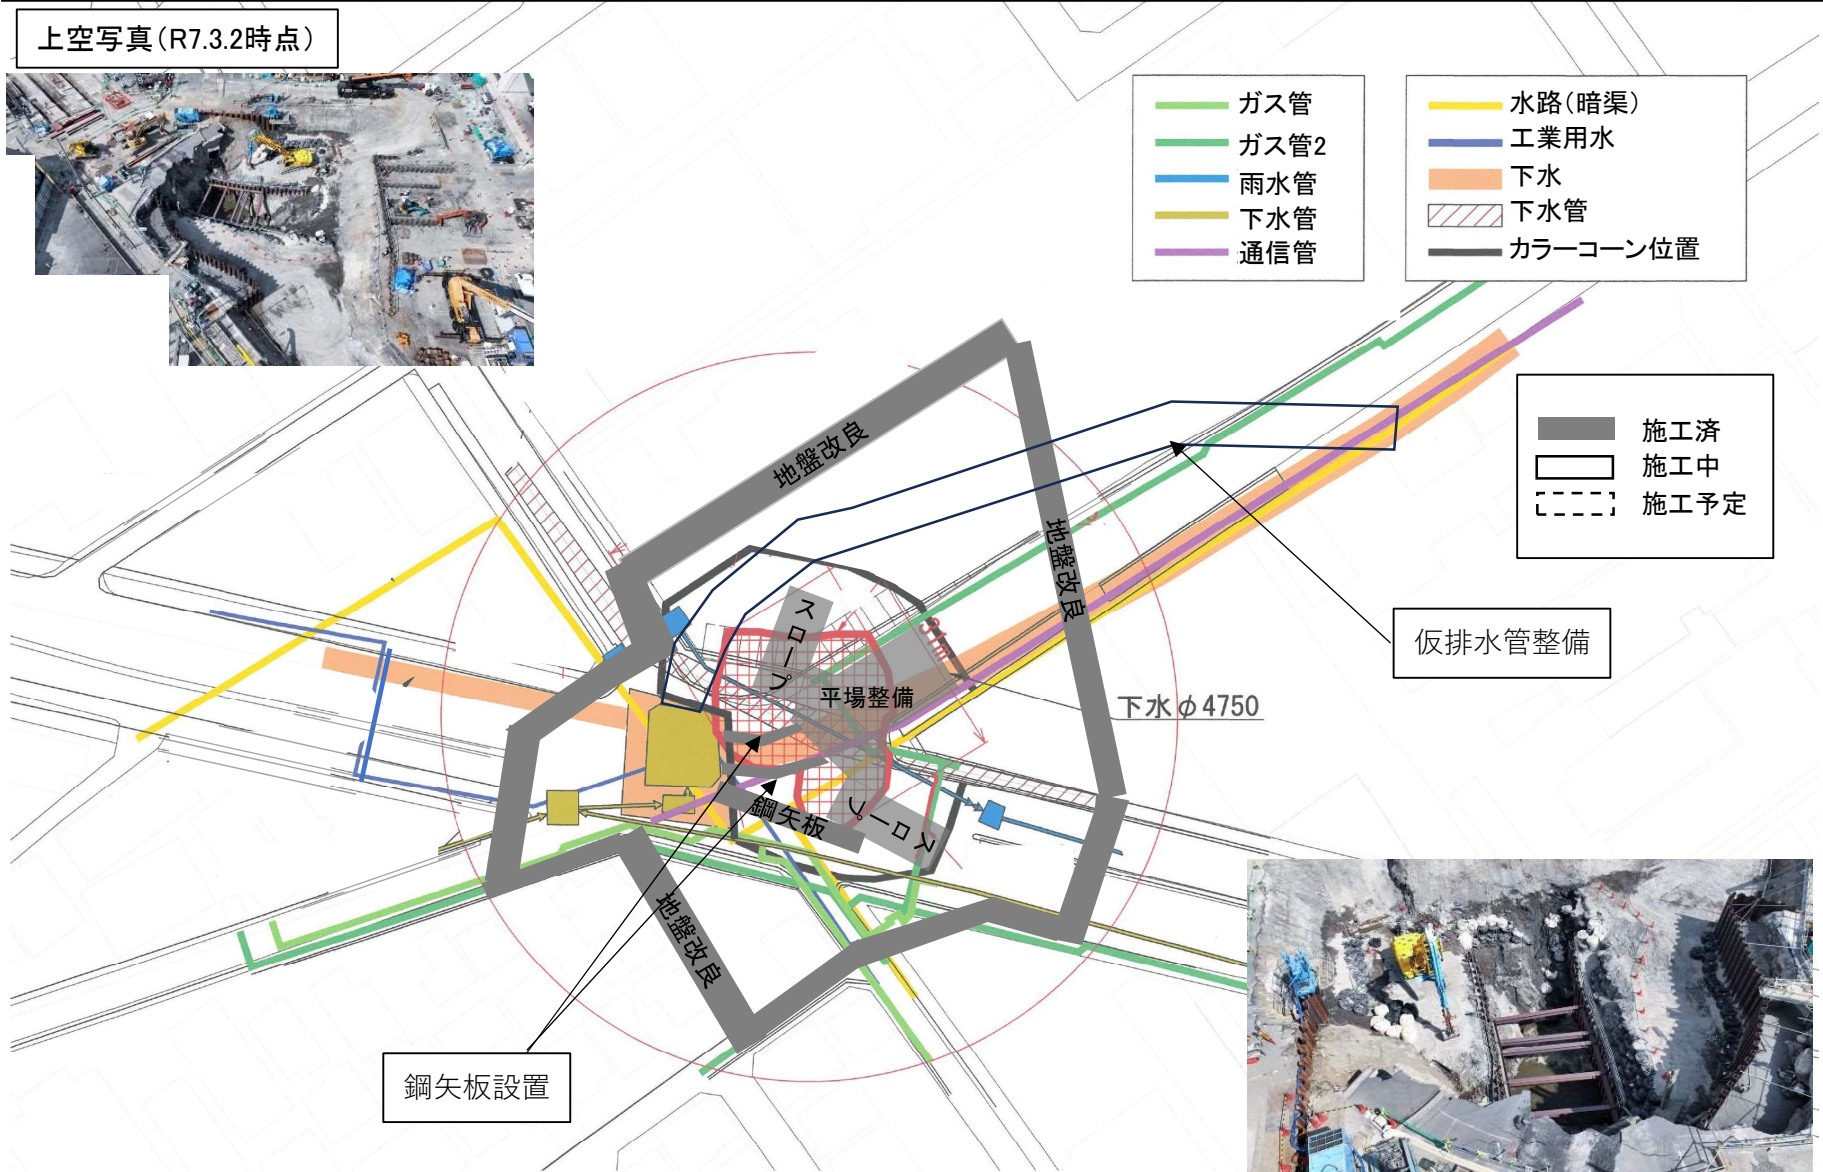 上空写真(R7.3.2時点)
ガス管
ガス管2
雨水管
下水管
通信管
水路(暗渠)
工業用水
下水
下水管
カラーコーン位置
施工済
施工中
施工予定
地盤改良
地盤改良
スロープ
31m
平場整備
仮排水管整備
下水φ4750
鋼矢板
スロープ
地盤改良
鋼矢板設置